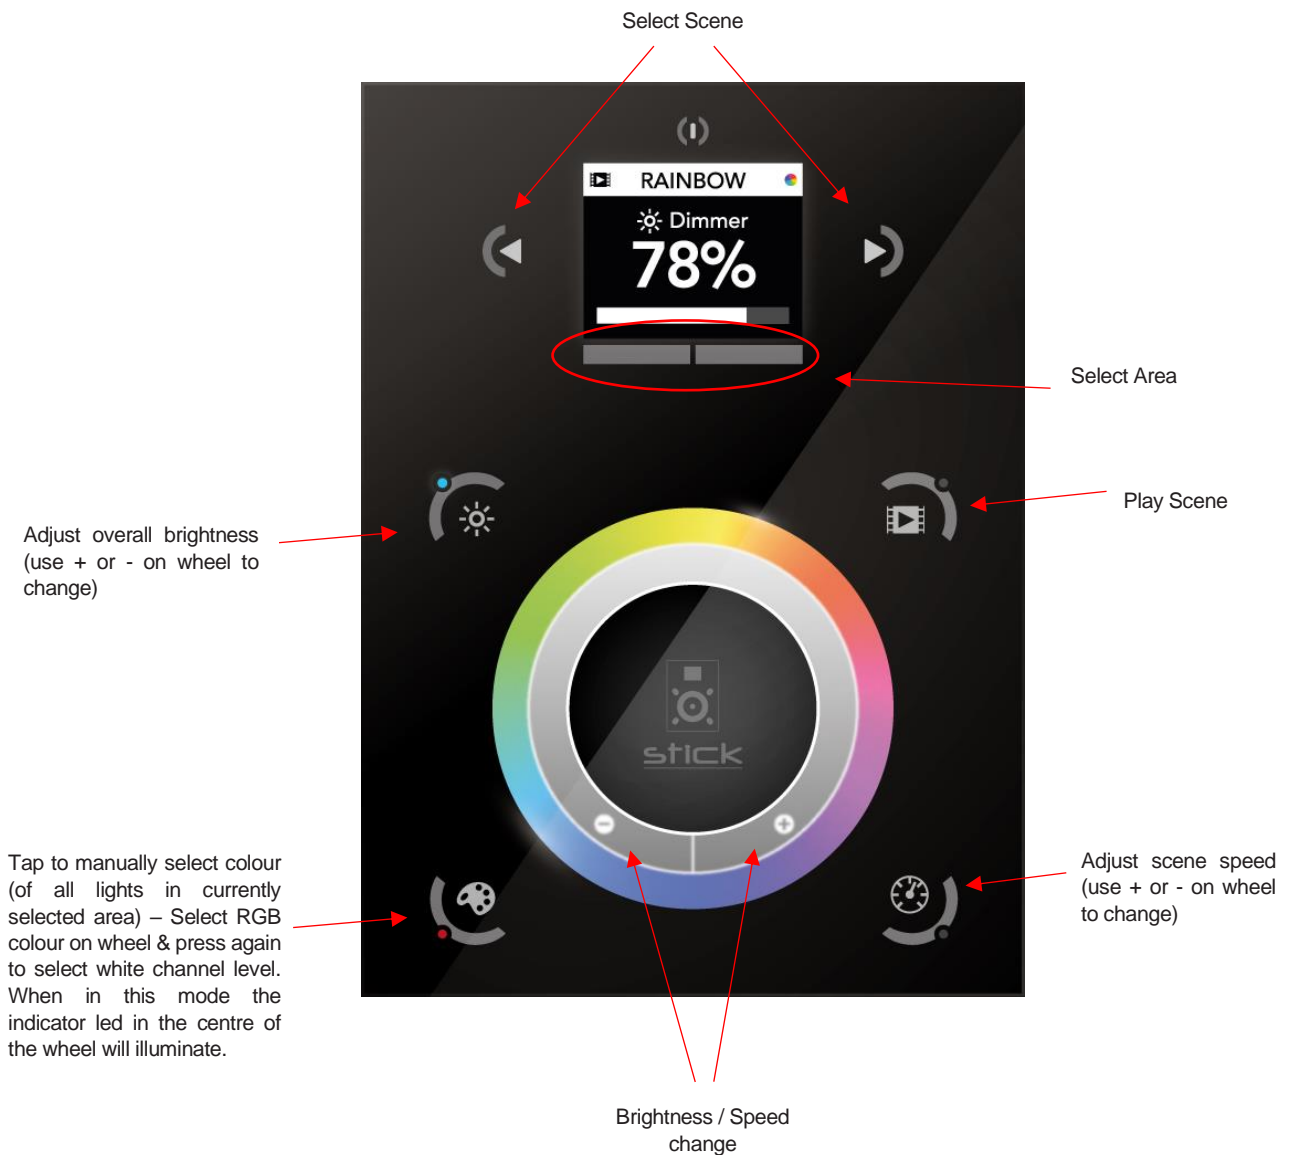 Select Scene
RAINBOW
Dimmer
78%
Select Area
Play Scene
Adjust overall brightness
(use + or - on wheel to
change)
stick
Tap to manually select colour
(of all lights in currently
selected area) – Select RGB
colour on wheel & press again
to select white channel level.
When in this mode the
indicator led in the centre of
the wheel will illuminate.
Adjust scene speed
(use + or - on wheel
to change)
Brightness / Speed
change